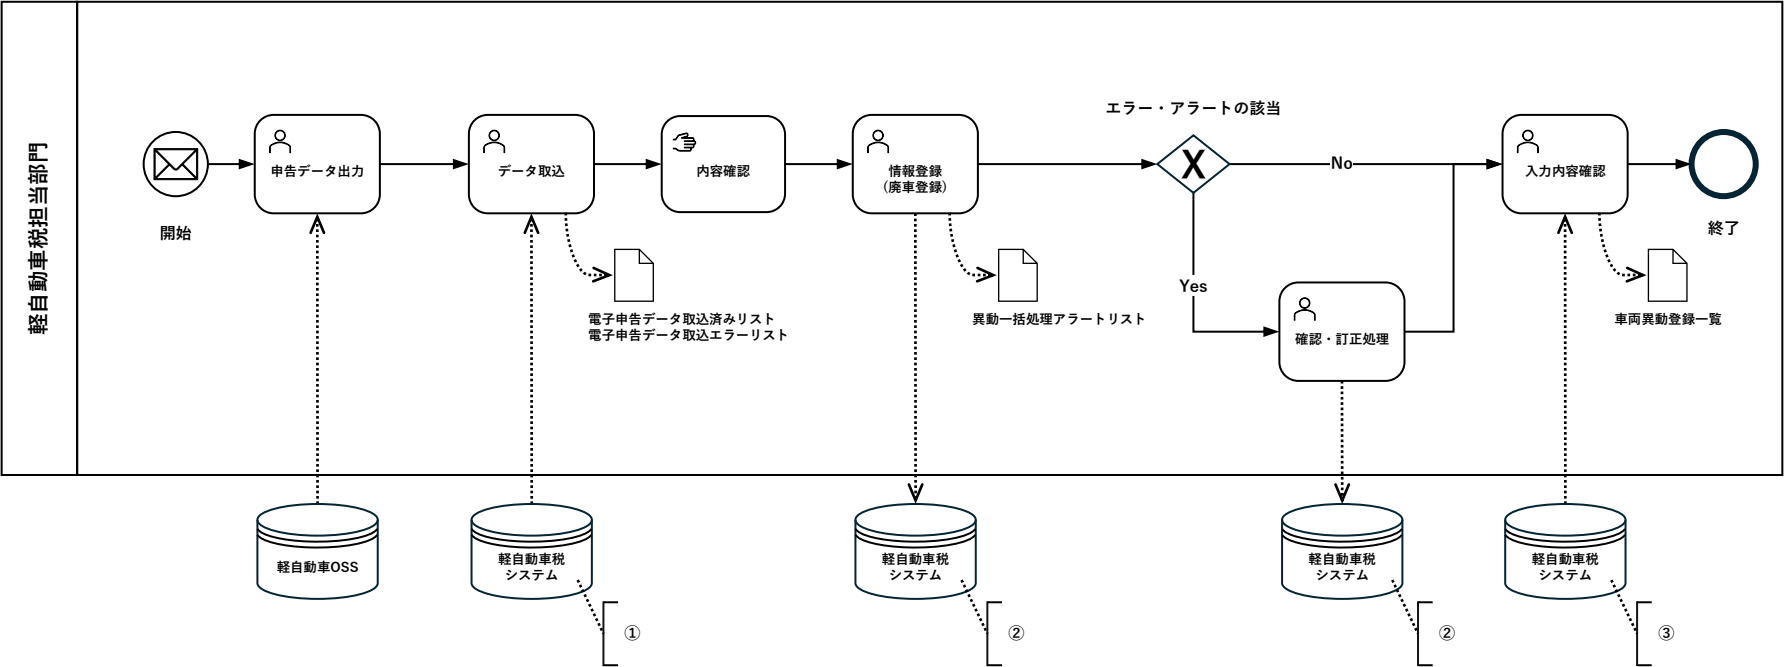 軽自動車税担当部門
開始
申告データ出力
データ取込
内容確認
情報登録
(廃車登録)
エラー・アラートの該当
X
No
Yes
確認・訂正処理
入力内容確認
終了
電子申告データ取込済みリスト
電子申告データ取込エラーリスト
異動一括処理アラートリスト
車両異動登録一覧
軽自動車OSS
軽自動車税
システム
①
軽自動車税
システム
②
軽自動車税
システム
②
軽自動車税
システム
③